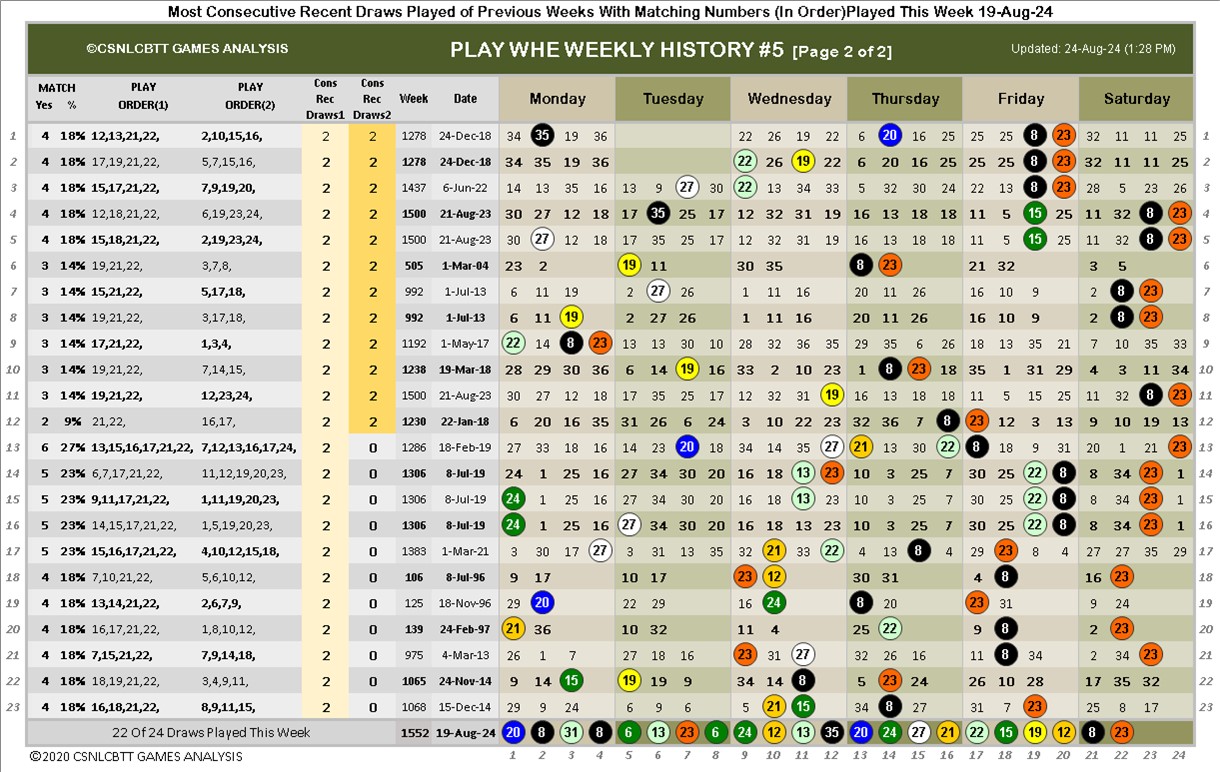 Most Consecutive Recent Draws Played of Previous Weeks With Matching Numbers (In Order)Played This Week 19-Aug-24
©CSNLCBTT GAMES ANALYSIS PLAY WHE WEEKLY HISTORY #5 [Page 2 of 2] Updated: 24-Aug-24 (1:28 PM)
MATCH Yes % PLAY ORDER(1) PLAY ORDER(2) Cons Rec Draws1 Cons Rec Draws2 Week Date Monday Tuesday Wednesday Thursday Friday Saturday
1 4 18% 12,13,21,22, 2,10,15,16, 2 2 1278 24-Dec-18 34 35 19 36 22 26 19 22 6 20 16 25 25 25 8 23 32 11 11 25 1
2 4 18% 17,19,21,22, 5,7,15,16, 2 2 1278 24-Dec-18 34 35 19 36 22 26 19 22 6 20 16 25 25 25 8 23 32 11 11 25 2
3 4 18% 15,17,21,22, 7,9,19,20, 2 2 1437 6-Jun-22 14 13 35 16 13 9 27 30 22 13 34 33 5 32 30 24 22 13 8 23 28 5 23 26 3
4 4 18% 12,18,21,22, 6,19,23,24, 2 2 1500 21-Aug-23 30 27 12 18 17 35 25 17 12 32 31 19 16 13 18 18 11 5 15 25 11 32 8 23 4
5 4 18% 15,18,21,22, 2,19,23,24, 2 2 1500 21-Aug-23 30 27 12 18 17 35 25 17 12 32 31 19 16 13 18 18 11 5 15 25 11 32 8 23 5
6 3 14% 19,21,22, 3,7,8, 2 2 505 1-Mar-04 23 2 19 11 30 35 8 23 21 32 3 5 6
7 3 14% 15,21,22, 5,17,18, 2 2 992 1-Jul-13 6 11 19 2 27 26 1 11 16 20 11 26 16 10 9 2 8 23 7
8 3 14% 19,21,22, 3,17,18, 2 2 992 1-Jul-13 6 11 19 2 27 26 1 11 16 20 11 26 16 10 9 2 8 23 8
9 3 14% 17,21,22, 1,3,4, 2 2 1192 1-May-17 22 14 8 23 13 13 30 10 28 32 36 35 29 35 6 26 18 13 35 21 7 10 35 33 9
10 3 14% 19,21,22, 7,14,15, 2 2 1238 19-Mar-18 28 29 30 36 6 14 19 16 33 2 10 23 1 8 23 18 35 1 31 29 4 3 11 34 10
11 3 14% 19,21,22, 12,23,24, 2 2 1500 21-Aug-23 30 27 12 18 17 35 25 17 12 32 31 19 16 13 18 18 11 5 15 25 11 32 8 23 11
12 2 9% 21,22, 16,17, 2 2 1230 22-Jan-18 6 20 16 35 31 26 6 24 3 10 22 23 32 36 7 8 23 12 3 13 9 10 19 13 12
13 6 27% 13,15,16,17,21,22, 7,12,13,16,17,24, 2 0 1286 18-Feb-19 27 33 18 16 14 23 20 18 34 14 35 27 21 13 30 22 8 18 9 31 20 1 4 23 13
14 5 23% 6,7,17,21,22, 11,12,19,20,23, 2 0 1306 8-Jul-19 24 1 25 16 27 34 30 20 16 18 13 23 10 3 25 7 30 25 22 8 8 34 23 1 14
15 5 23% 9,11,17,21,22, 1,11,19,20,23, 2 0 1306 8-Jul-19 24 1 25 16 27 34 30 20 16 18 13 23 10 3 25 7 30 25 22 8 8 34 23 1 15
16 5 23% 14,15,17,21,22, 1,5,19,20,23, 2 0 1306 8-Jul-19 24 1 25 16 27 34 30 20 16 18 13 23 10 3 25 7 30 25 22 8 8 34 23 1 16
17 5 23% 15,16,17,21,22, 4,10,12,15,18, 2 0 1383 1-Mar-21 3 30 17 27 3 31 13 35 32 21 33 22 4 13 8 4 29 23 8 4 27 27 35 29 17
18 4 18% 7,10,21,22, 5,6,10,12, 2 0 106 8-Jul-96 9 17 10 17 23 12 30 31 4 8 16 23 18
19 4 18% 13,14,21,22, 2,6,7,9, 2 0 125 18-Nov-96 29 20 22 29 16 24 8 20 23 31 9 24 19
20 4 18% 16,17,21,22, 1,8,10,12, 2 0 139 24-Feb-97 21 36 10 32 11 4 25 22 9 8 2 23 20
21 4 18% 7,15,21,22, 7,9,14,18, 2 0 975 4-Mar-13 26 1 7 27 18 16 23 31 27 32 26 16 11 8 34 2 34 23 21
22 4 18% 18,19,21,22, 3,4,9,11, 2 0 1065 24-Nov-14 9 14 15 19 19 9 34 14 8 5 23 24 26 10 28 17 35 32 22
23 4 18% 16,18,21,22, 8,9,11,15, 2 0 1068 15-Dec-14 29 9 24 6 9 6 5 21 15 34 8 27 7 31 23 25 8 17 23
22 Of 24 Draws Played This Week 1552 19-Aug-24 20 8 31 8 6 13 23 6 24 12 13 35 20 24 27 21 22 15 19 12 8 23
©2020 CSNLCBTT GAMES ANALYSIS 1 2 3 4 5 6 7 8 9 10 11 12 13 14 15 16 17 18 19 20 21 22 23 24